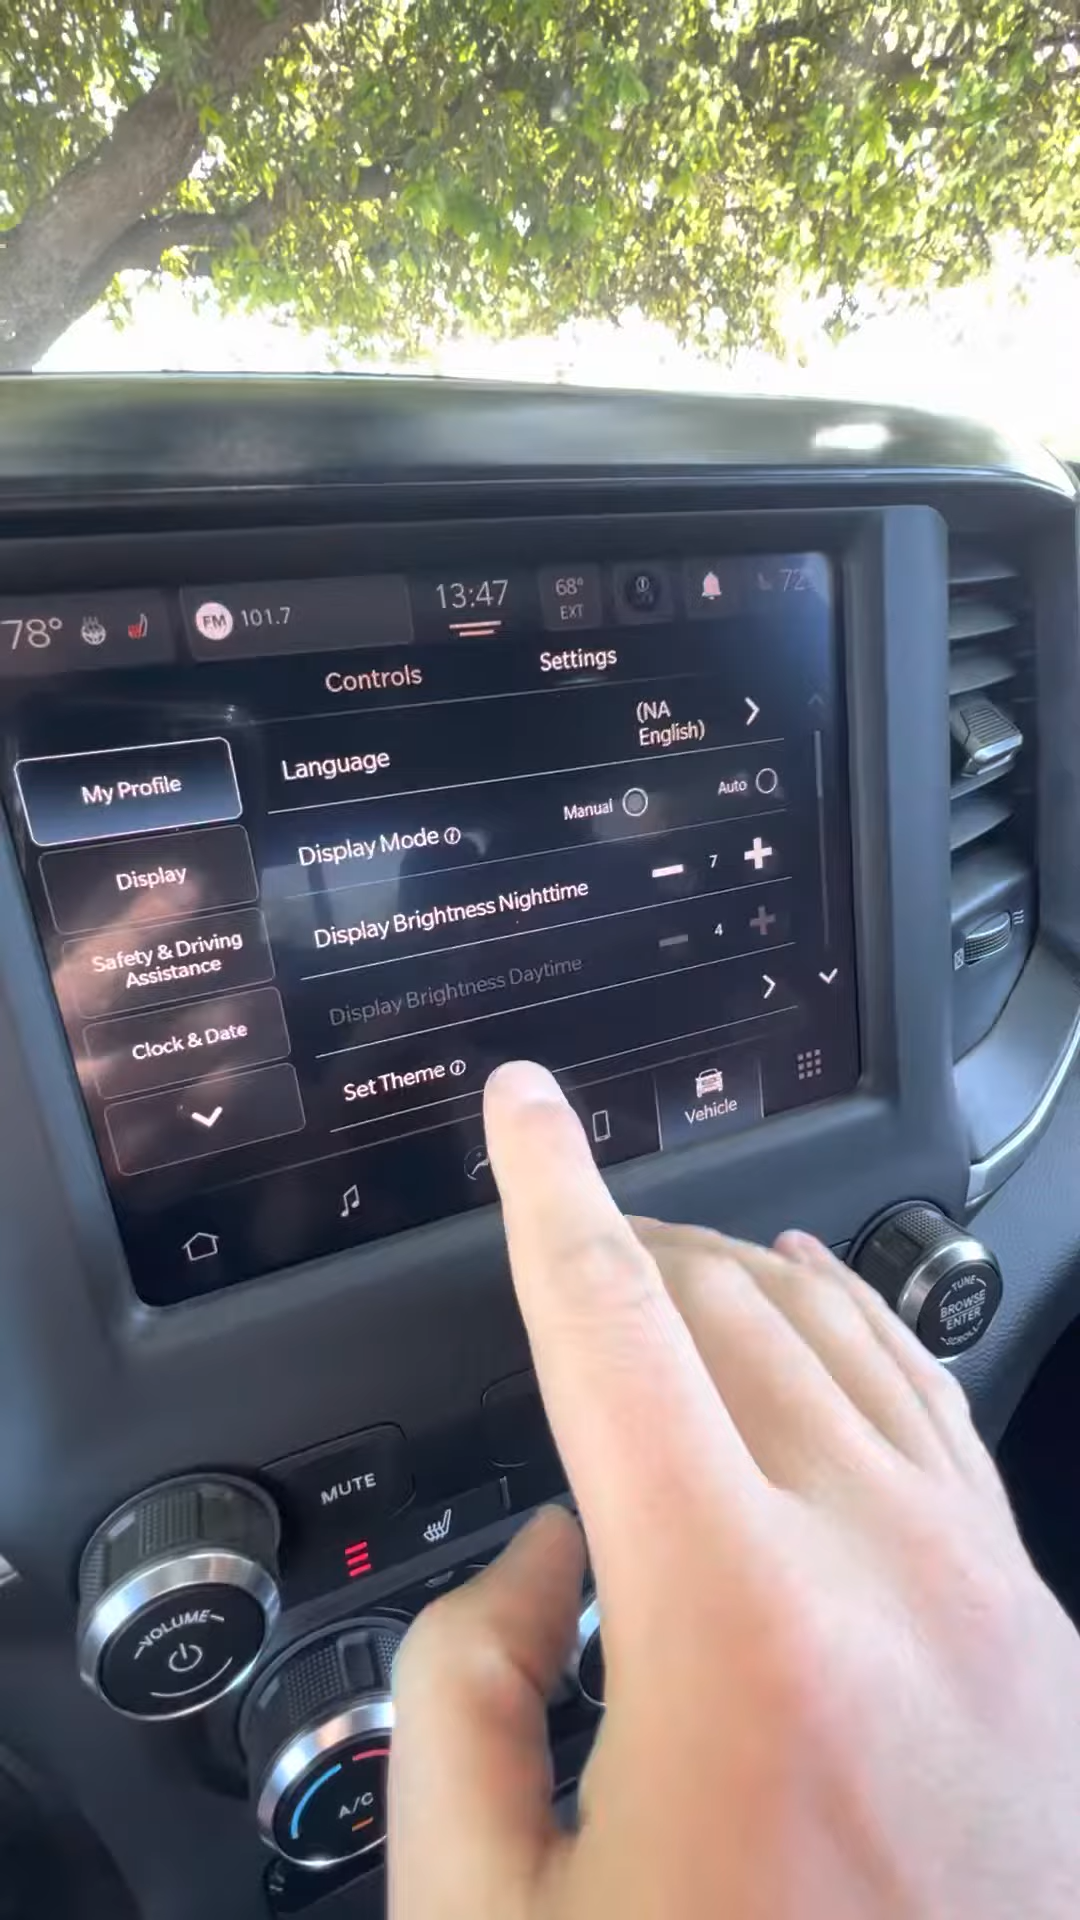 78°
FM 101.7
13:47
68°
EXT
72
Controls
Settings
My Profile
Display
Safety & Driving
Assistance
Clock & Date
Language
(NA
English)
Display Mode
Manual
Auto
Display Brightness Nighttime
7
Display Brightness Daytime
4
Set Theme
Vehicle
MUTE
VOLUME
A/C
TUNE
BROWSE
ENTER
SCROLL